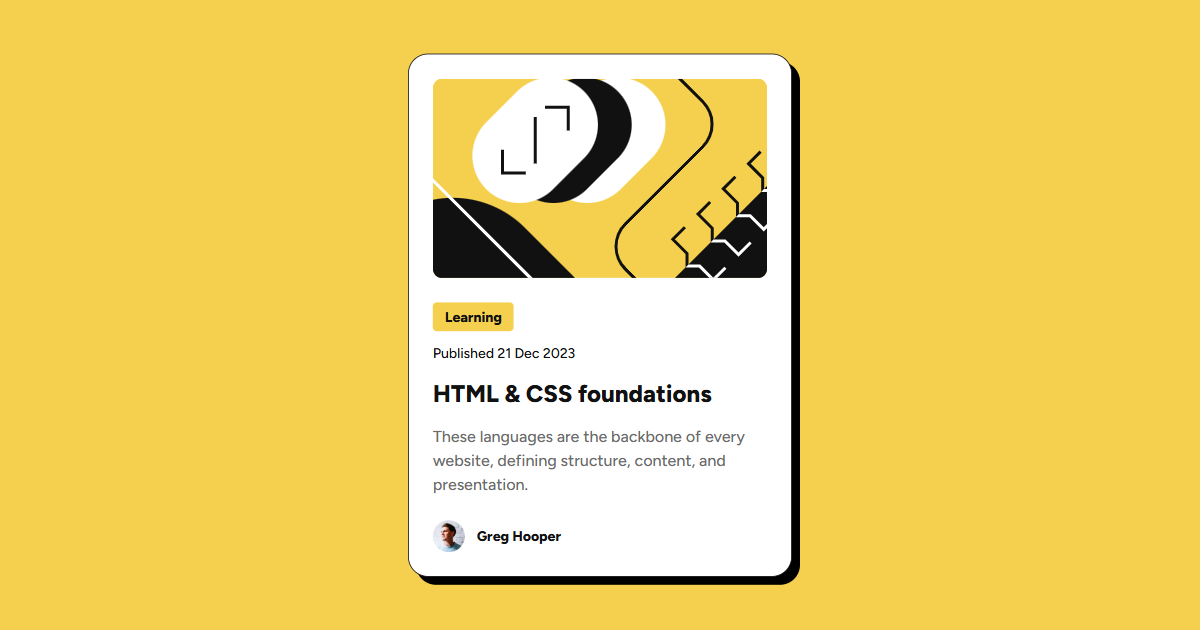 Learning
Published 21 Dec 2023
HTML & CSS foundations
These languages are the backbone of every
website, defining structure, content, and
presentation.
Greg Hooper